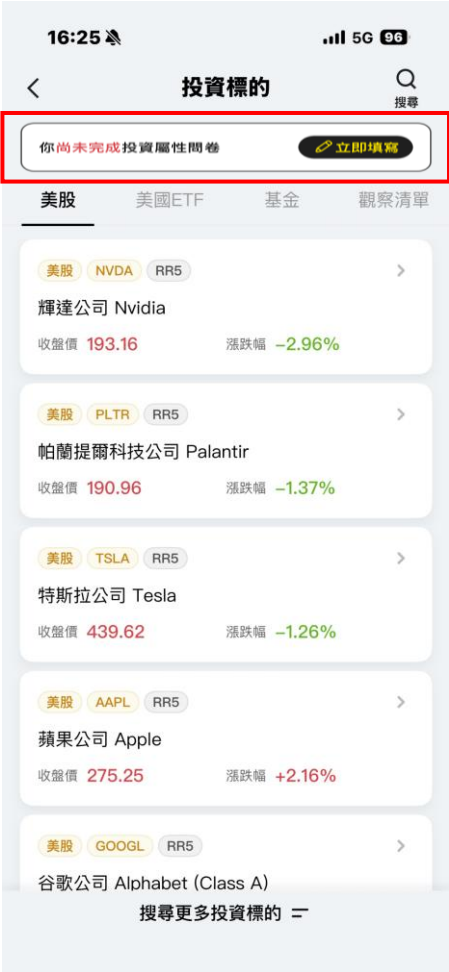 16:25 5G 96
投資標的
搜尋
你尚未完成投資屬性問卷 立即填寫
美股 美國ETF 基金 觀察清單
美股 NVDA RR5
輝達公司 Nvidia
收盤價 193.16 漲跌幅 –2.96%
美股 PLTR RR5
帕蘭提爾科技公司 Palantir
收盤價 190.96 漲跌幅 –1.37%
美股 TSLA RR5
特斯拉公司 Tesla
收盤價 439.62 漲跌幅 –1.26%
美股 AAPL RR5
蘋果公司 Apple
收盤價 275.25 漲跌幅 +2.16%
美股 GOOGL RR5
谷歌公司 Alphabet (Class A)
搜尋更多投資標的